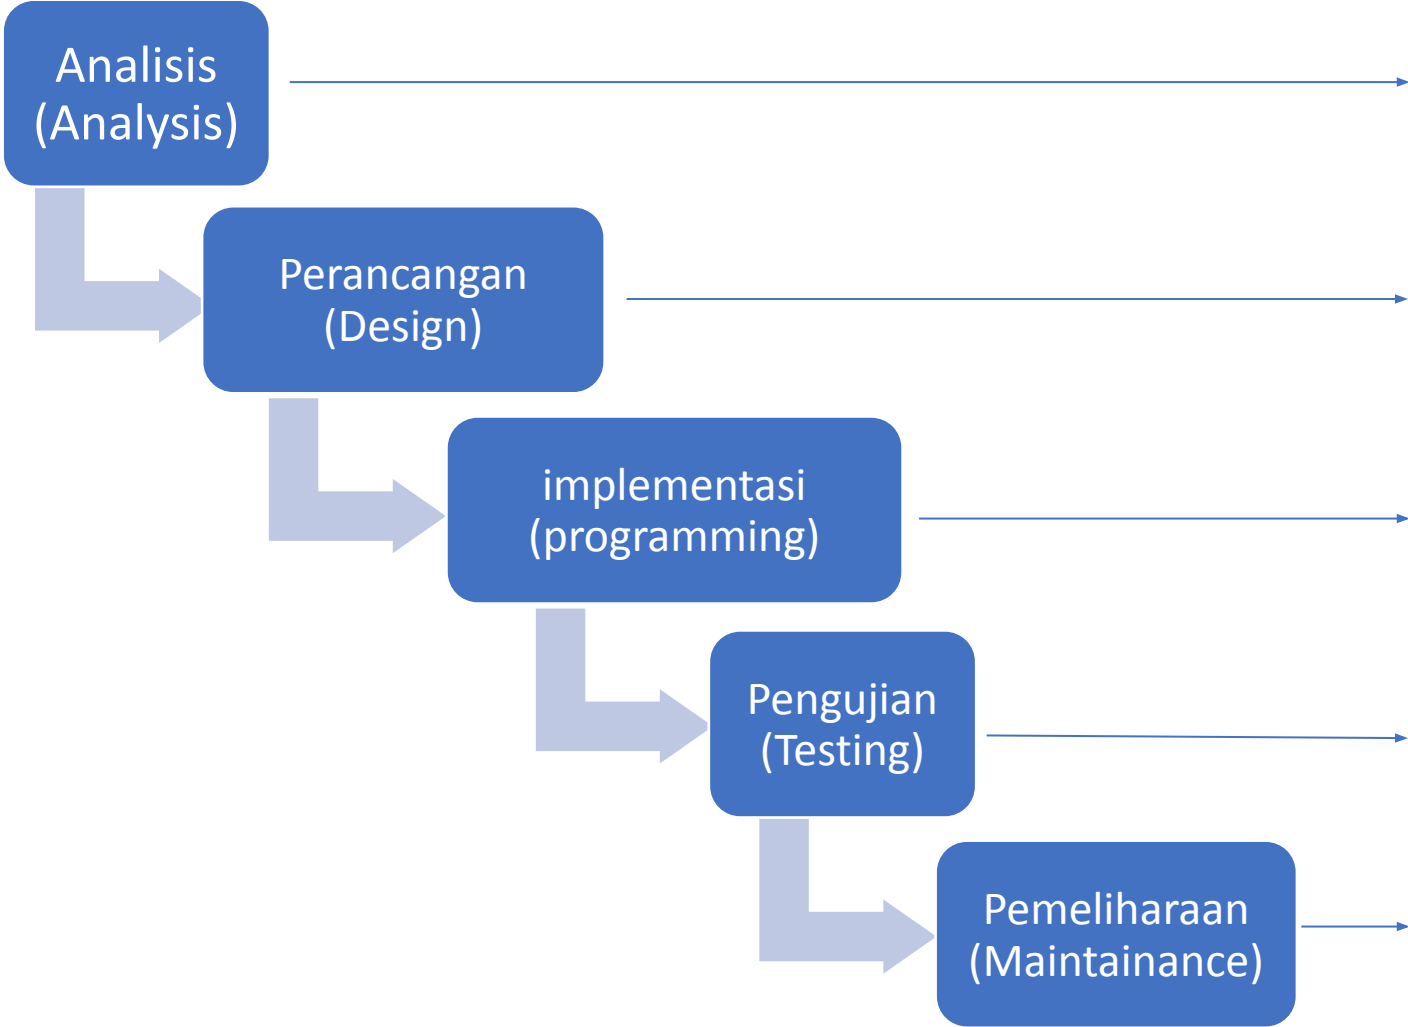 Analisis
(Analysis)
Perancangan
(Design)
implementasi
(programming)
Pengujian
(Testing)
Pemeliharaan
(Maintainance)